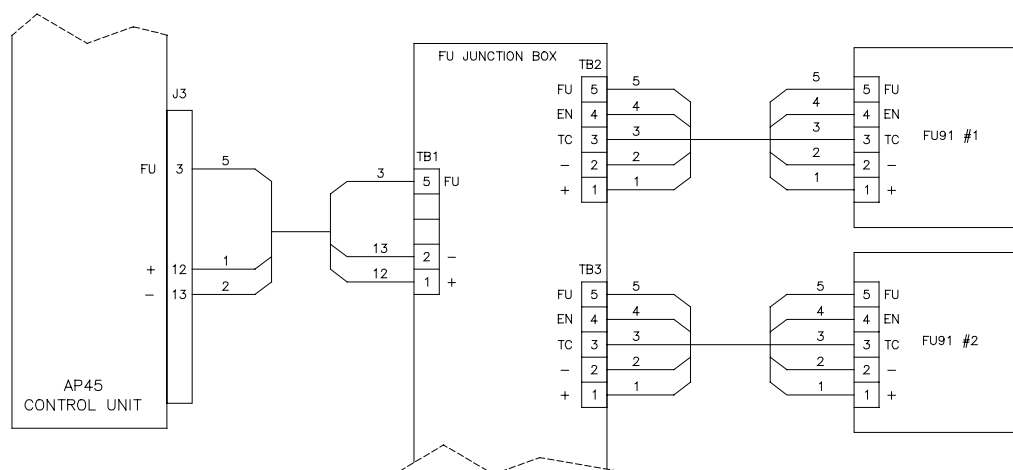 FU JUNCTION BOX
J3
FU 3 5
+ 12 1
- 13 2
AP45
CONTROL UNIT
TB1
3 5 FU
13 2 -
12 1 +
TB2
FU 5 5
EN 4 4
TC 3 3
- 2 2
+ 1 1
5 5 FU
4 4 EN
3 3 TC
2 2 -
1 1 +
FU91 #1
TB3
FU 5 5
EN 4 4
TC 3 3
- 2 2
+ 1 1
5 5 FU
4 4 EN
3 3 TC
2 2 -
1 1 +
FU91 #2